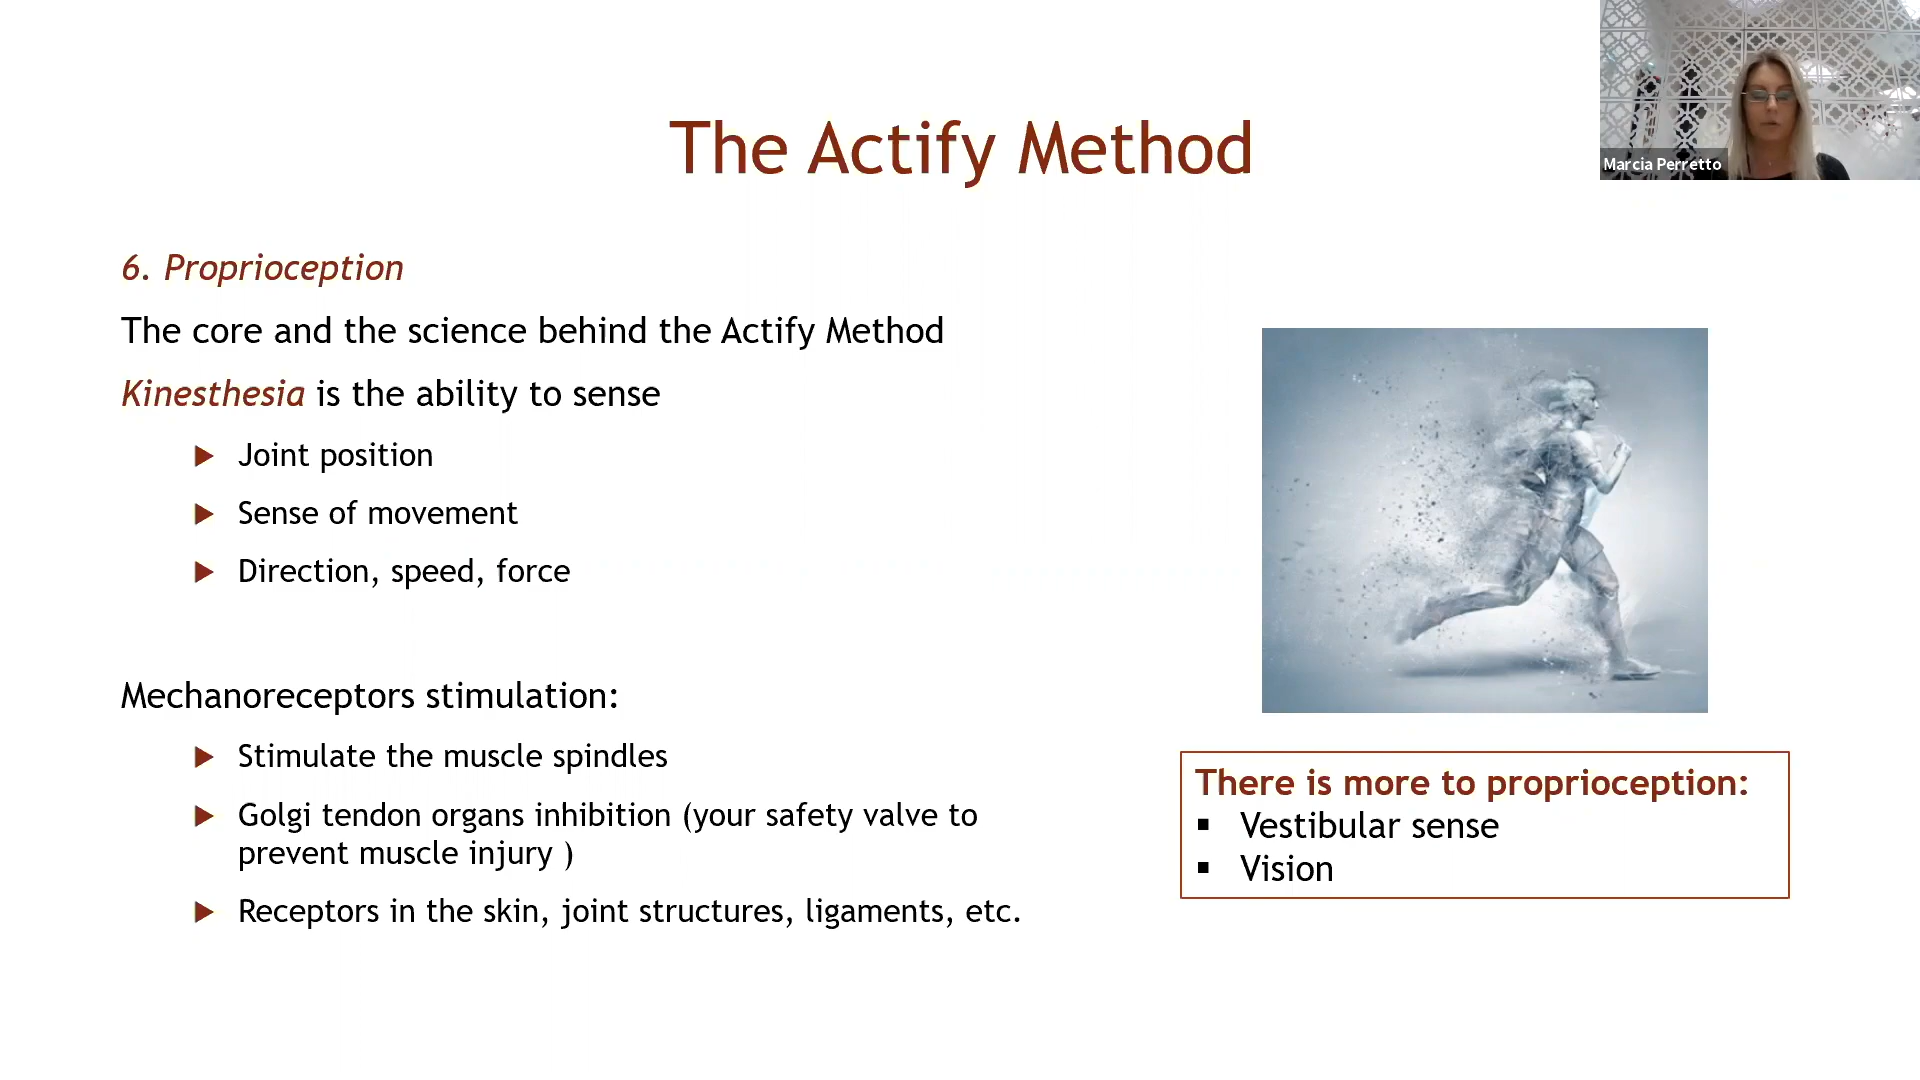 The Actify Method
Marcia Perretto
6. Proprioception
The core and the science behind the Actify Method
Kinesthesia is the ability to sense
Joint position
Sense of movement
Direction, speed, force
Mechanoreceptors stimulation:
Stimulate the muscle spindles
Golgi tendon organs inhibition (your safety valve to
prevent muscle injury )
Receptors in the skin, joint structures, ligaments, etc.
There is more to proprioception:
Vestibular sense
Vision